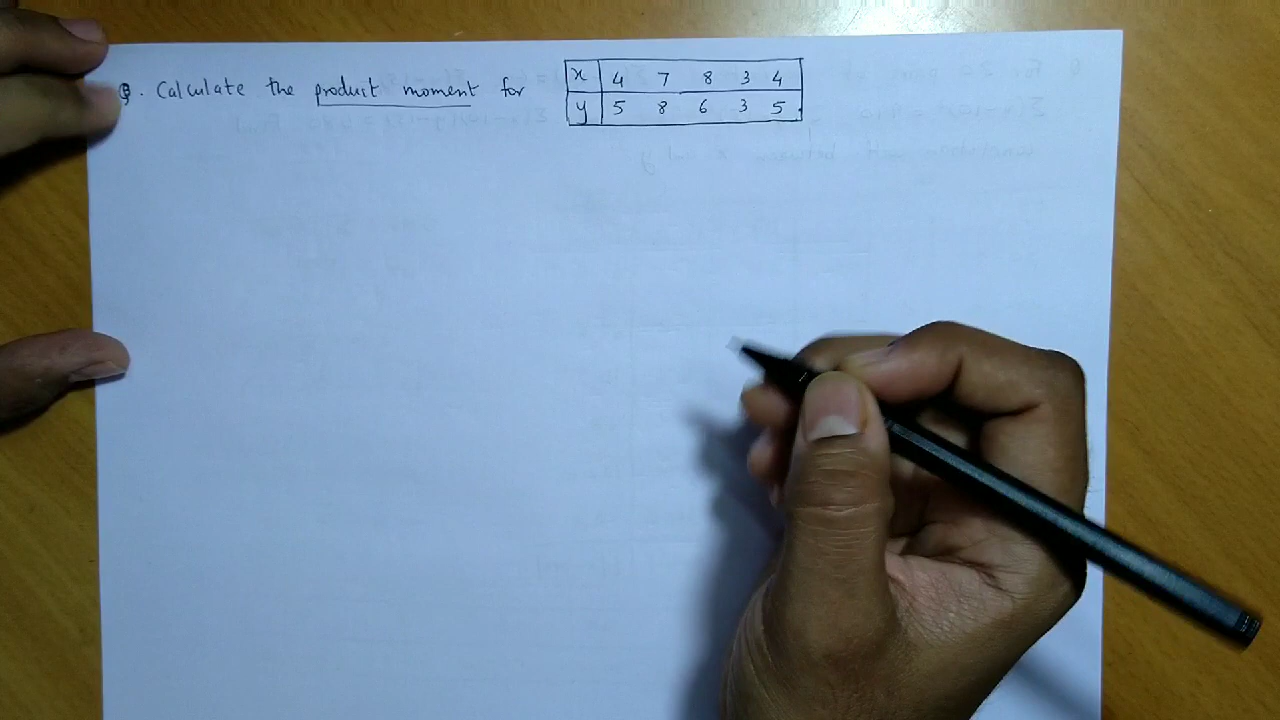 Q. Calculate the product moment for
x 4 7 8 3 4
y 5 8 6 3 5